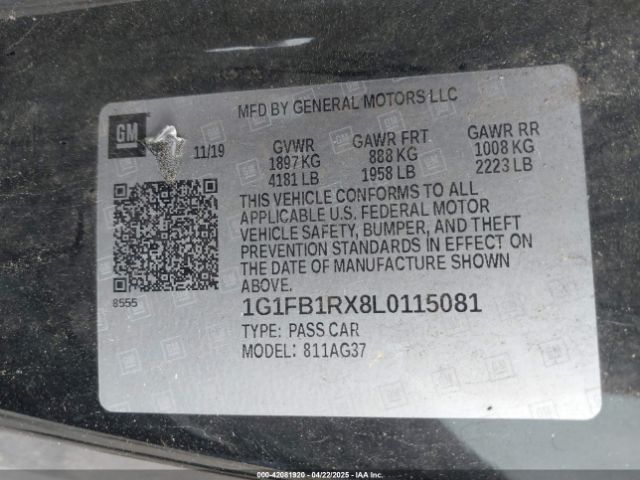 MFD BY GENERAL MOTORS LLC
GM
11/19
GVWR GAWR FRT GAWR RR
1897 KG 888 KG 1008 KG
4181 LB 1958 LB 2223 LB
THIS VEHICLE CONFORMS TO ALL
APPLICABLE U.S. FEDERAL MOTOR
VEHICLE SAFETY, BUMPER, AND THEFT
PREVENTION STANDARDS IN EFFECT ON
THE DATE OF MANUFACTURE SHOWN
ABOVE.
8555
1G1FB1RX8L0115081
TYPE: PASS CAR
MODEL: 811AG37
000-42081920 - 04/22/2025 - IAAI.COM